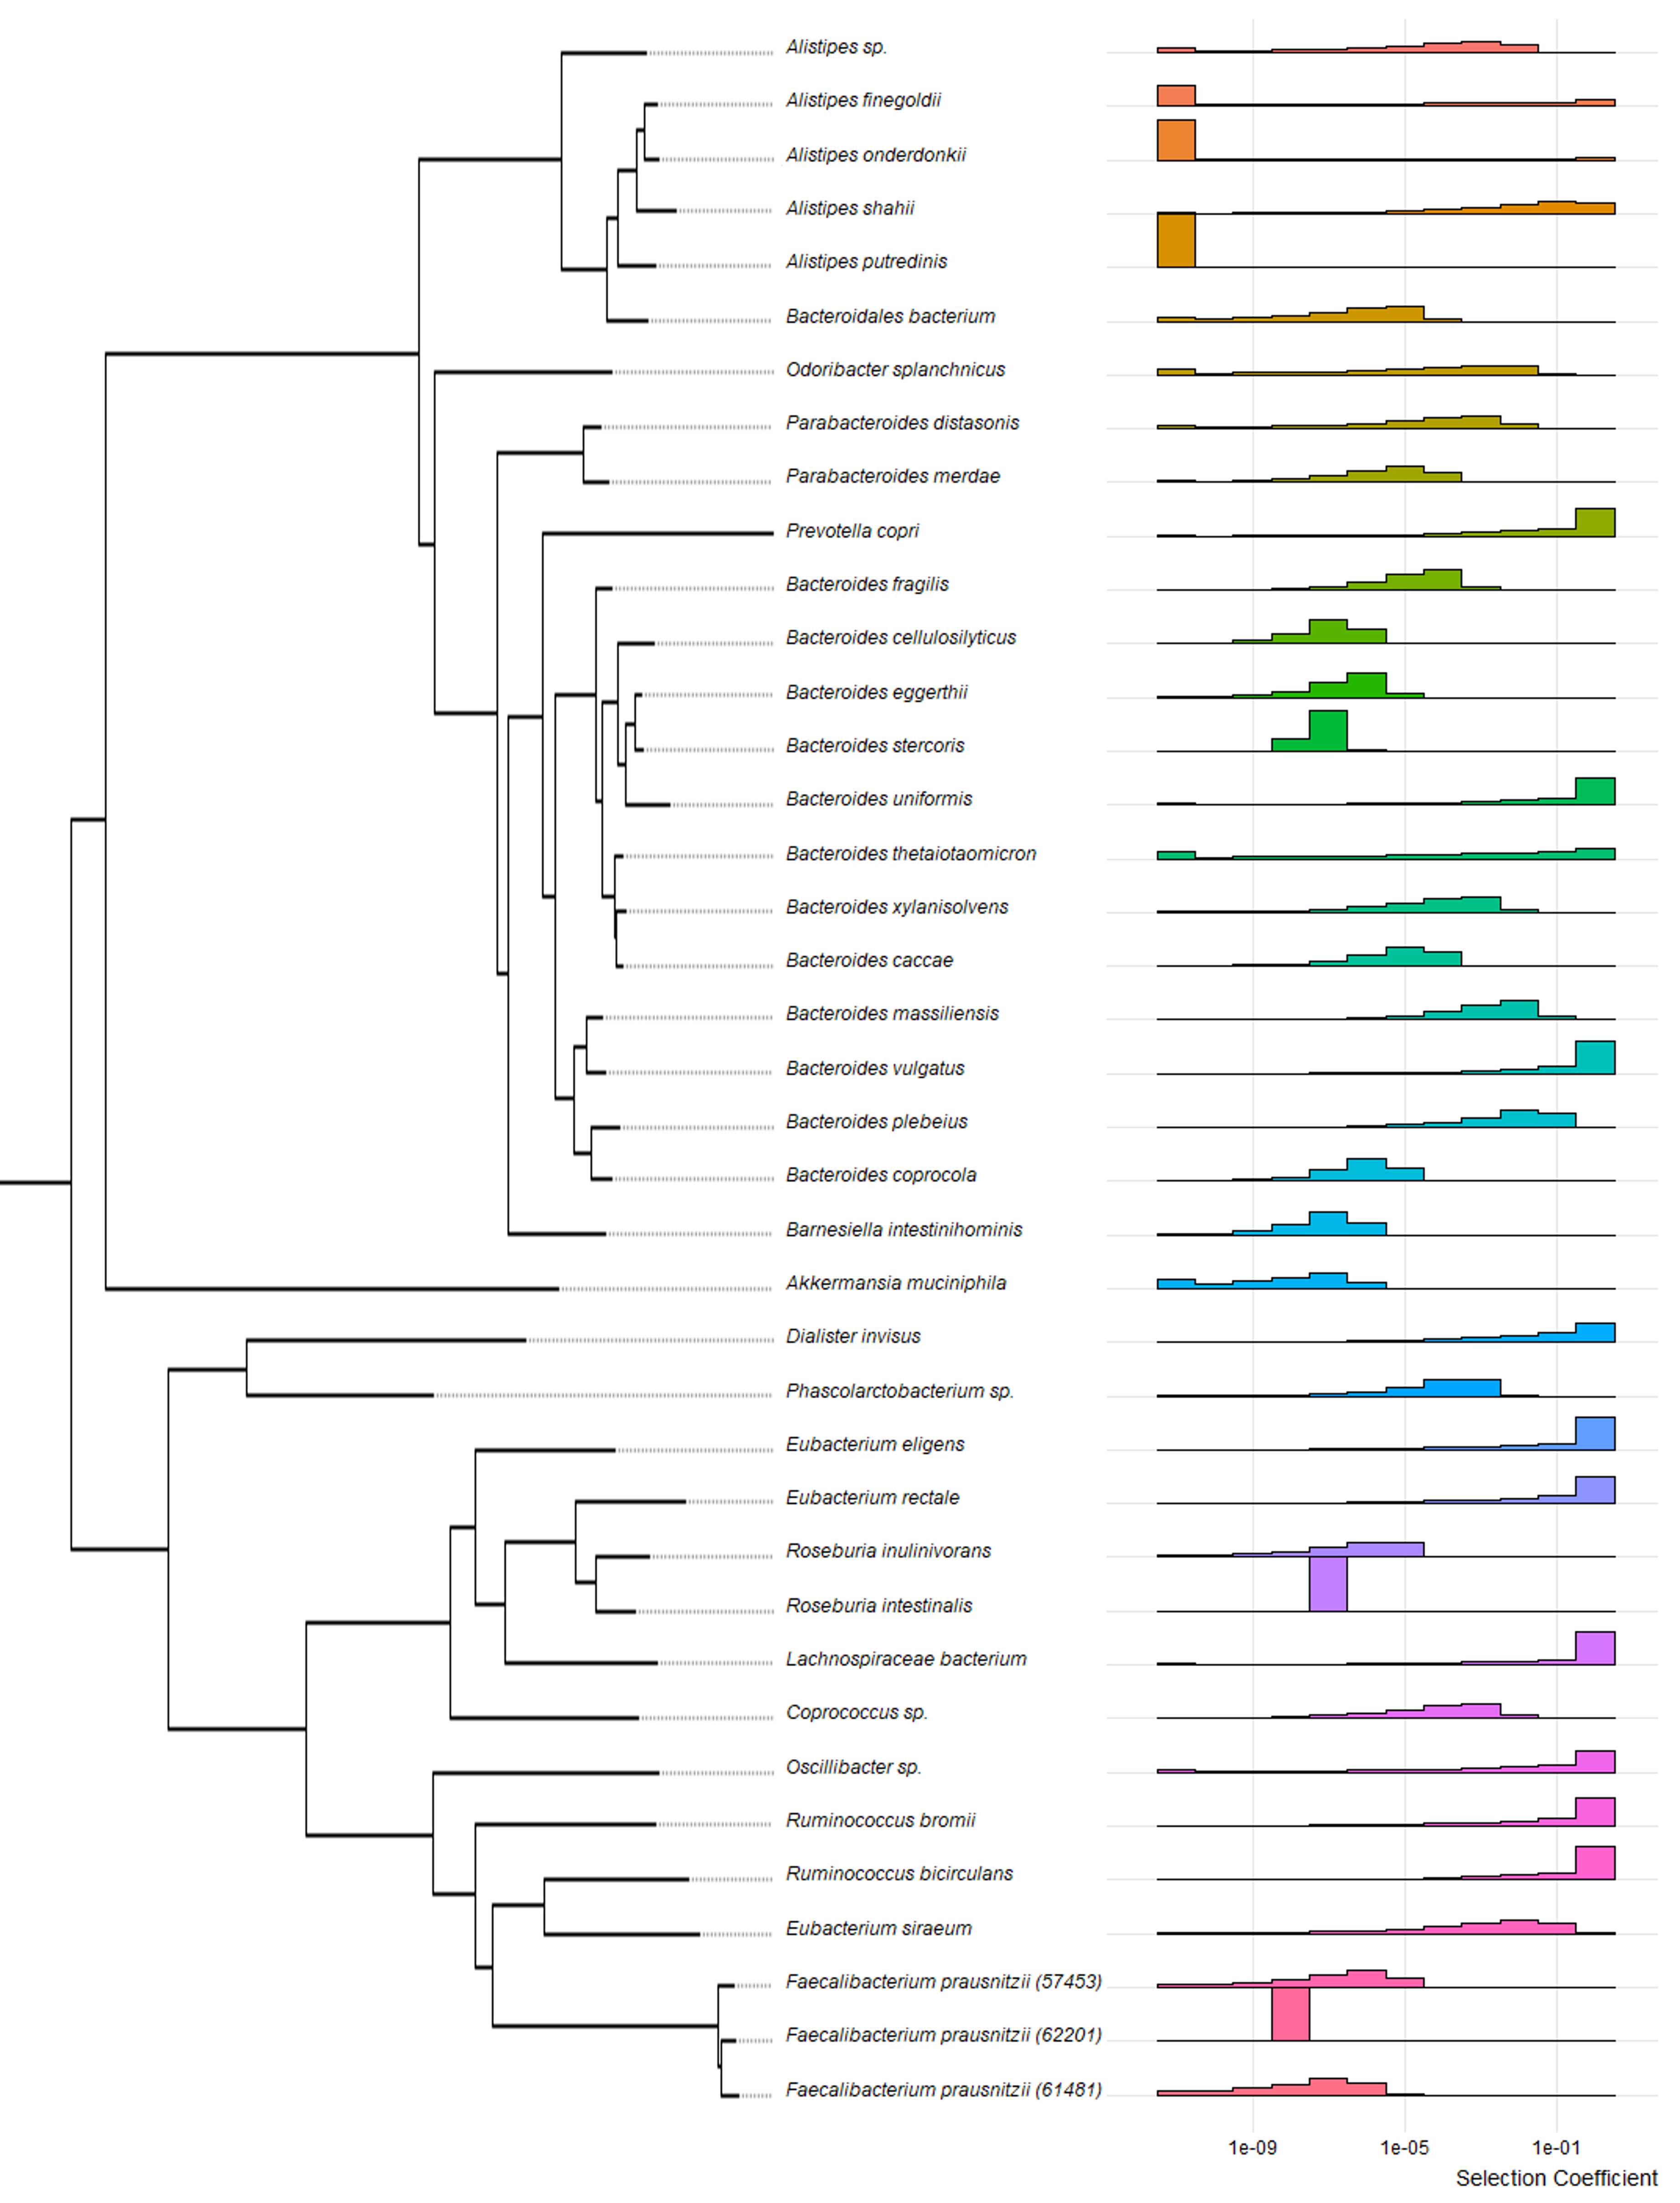 Alistipes sp.
Alistipes finegoldii
Alistipes onderdonkii
Alistipes shahii
Alistipes putredinis
Bacteroidales bacterium
Odoribacter splanchnicus
Parabacteroides distasonis
Parabacteroides merdae
Prevotella copri
Bacteroides fragilis
Bacteroides cellulosilyticus
Bacteroides eggerthii
Bacteroides stercoris
Bacteroides uniformis
Bacteroides thetaiotaomicron
Bacteroides xylanisolvens
Bacteroides caccae
Bacteroides massiliensis
Bacteroides vulgatus
Bacteroides plebeius
Bacteroides coprocola
Barnesiella intestinihominis
Akkermansia muciniphila
Dialister invisus
Phascolarctobacterium sp.
Eubacterium eligens
Eubacterium rectale
Roseburia inulinivorans
Roseburia intestinalis
Lachnospiraceae bacterium
Coprococcus sp.
Oscillibacter sp.
Ruminococcus bromii
Ruminococcus bicirculans
Eubacterium siraeum
Faecalibacterium prausnitzii (57453)
Faecalibacterium prausnitzii (62201)
Faecalibacterium prausnitzii (61481)
1e-09 1e-05 1e-01
Selection Coefficient